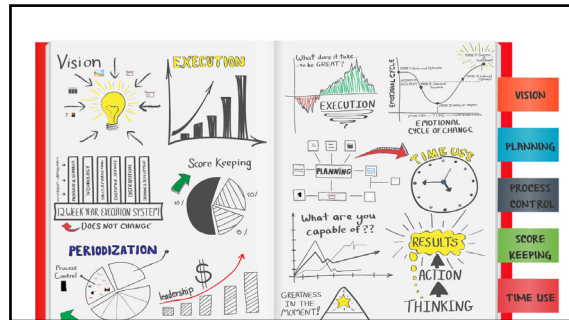 Vision
EXECUTION
TECHNOLOGY
DISTRIBUTION
12 WEEK YEAR EXECUTION SYSTEM
DOES NOT CHANGE
Score Keeping
PERIODIZATION
Process
Control
leadership
$
What does it take
to be GREAT?
EXECUTION
EMOTIONAL CYCLE
EMOTIONAL
CYCLE OF CHANGE
PLANNING
TIME USE
What are you
capable of??
RESULTS
ACTION
THINKING
GREATNESS
IN THE
MOMENT!
VISION
PLANNING
PROCESS
CONTROL
SCORE
KEEPING
TIME USE